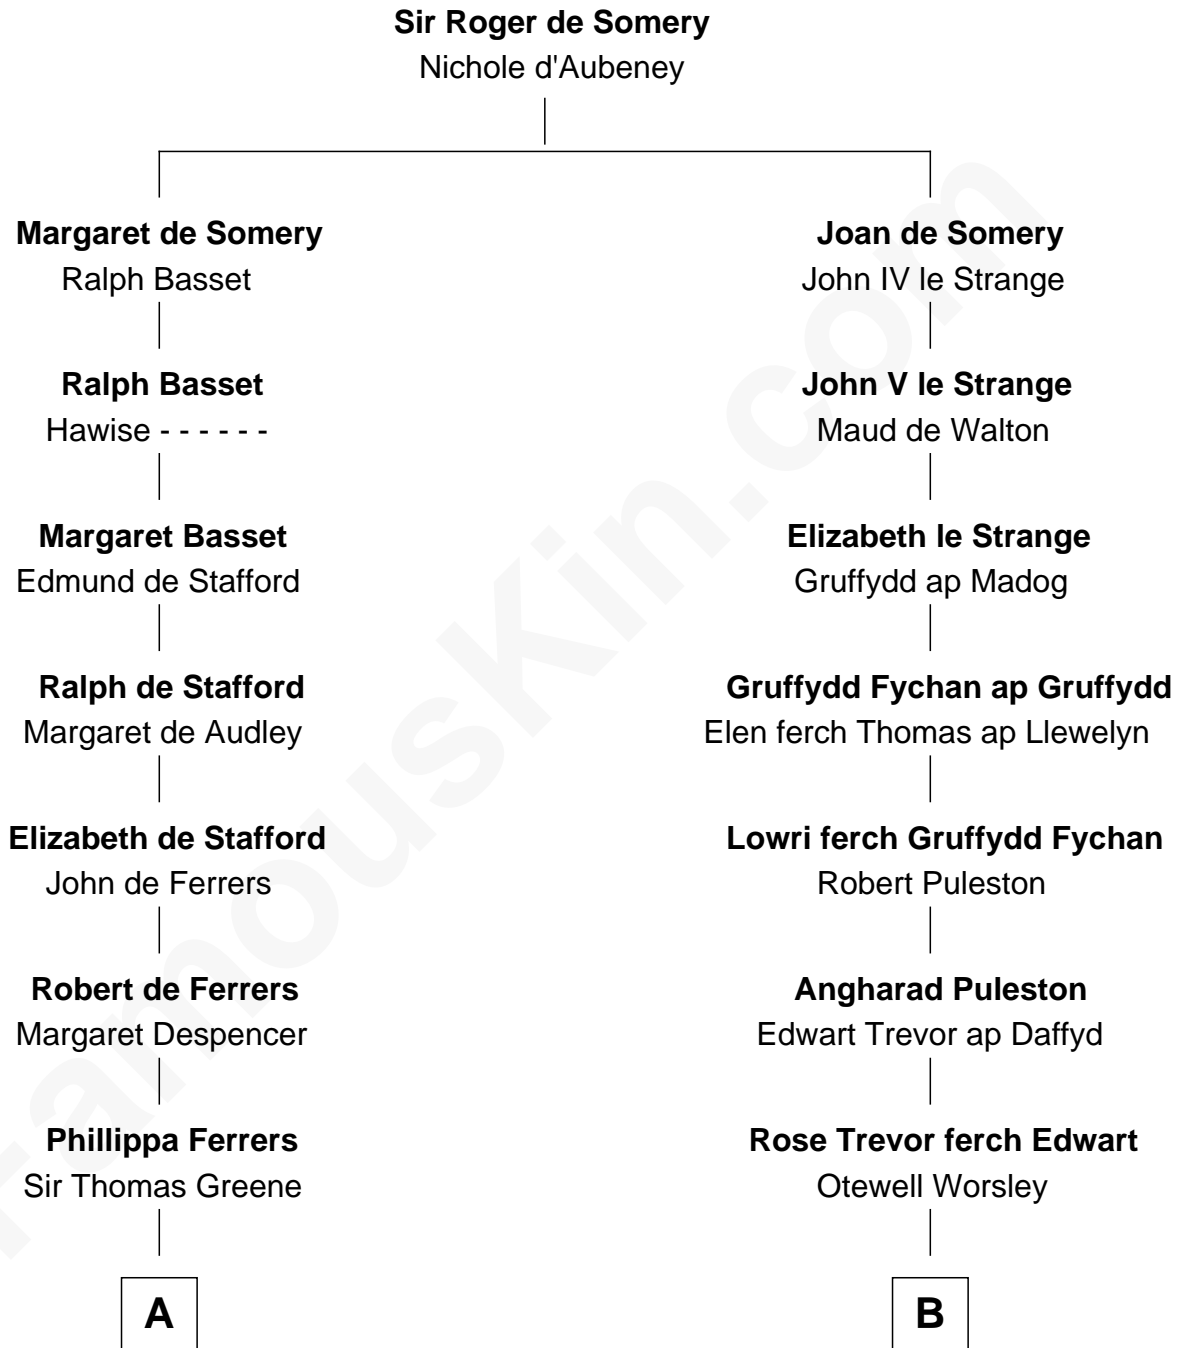 Sir Roger de Somery
Nichole d'Aubeney
Margaret de Somery
Ralph Basset
Ralph Basset
Hawise - - - - - -
Margaret Basset
Edmund de Stafford
Ralph de Stafford
Margaret de Audley
Elizabeth de Stafford
John de Ferrers
Robert de Ferrers
Margaret Despencer
Phillippa Ferrers
Sir Thomas Greene
A
Joan de Somery
John IV le Strange
John V le Strange
Maud de Walton
Elizabeth le Strange
Gruffydd ap Madog
Gruffydd Fychan ap Gruffydd
Elen ferch Thomas ap Llewelyn
Lowri ferch Gruffydd Fychan
Robert Puleston
Angharad Puleston
Edwart Trevor ap Daffyd
Rose Trevor ferch Edwart
Otewell Worsley
B
FamousKin.com